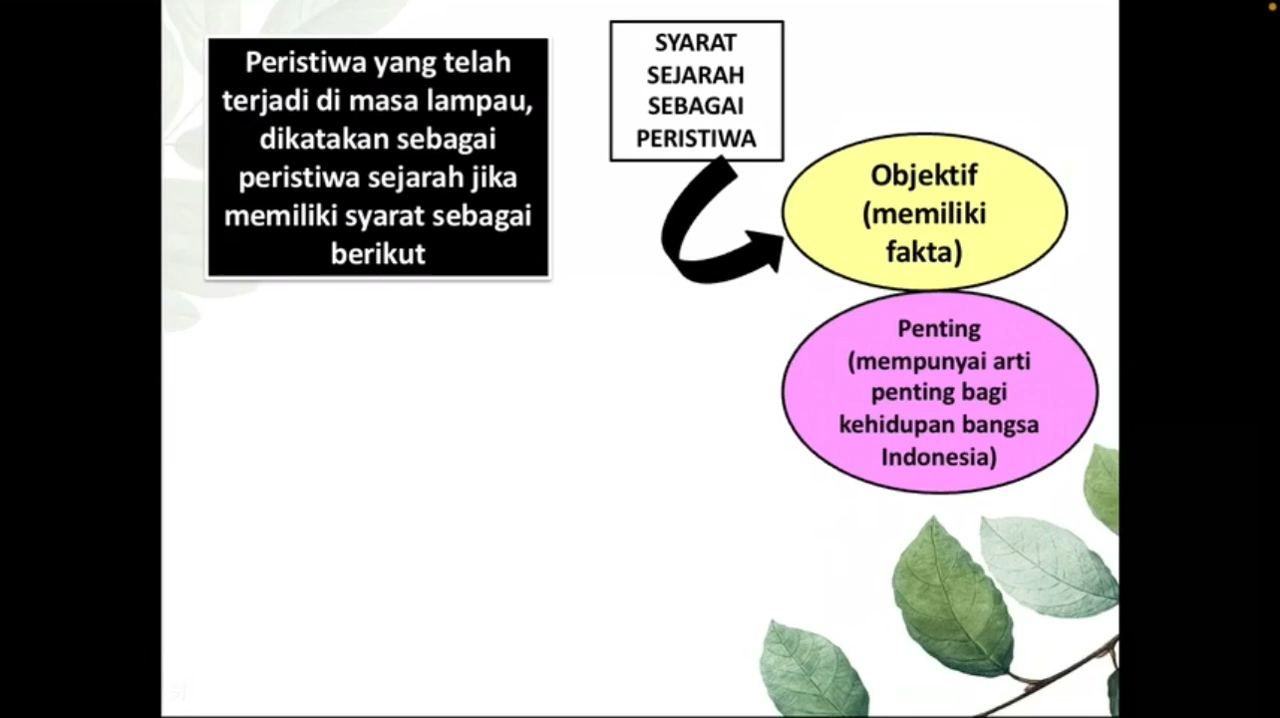 Peristiwa yang telah
terjadi di masa lampau,
dikatakan sebagai
peristiwa sejarah jika
memiliki syarat sebagai
berikut
SYARAT
SEJARAH
SEBAGAI
PERISTIWA
Objektif
(memiliki
fakta)
Penting
(mempunyai arti
penting bagi
kehidupan bangsa
Indonesia)